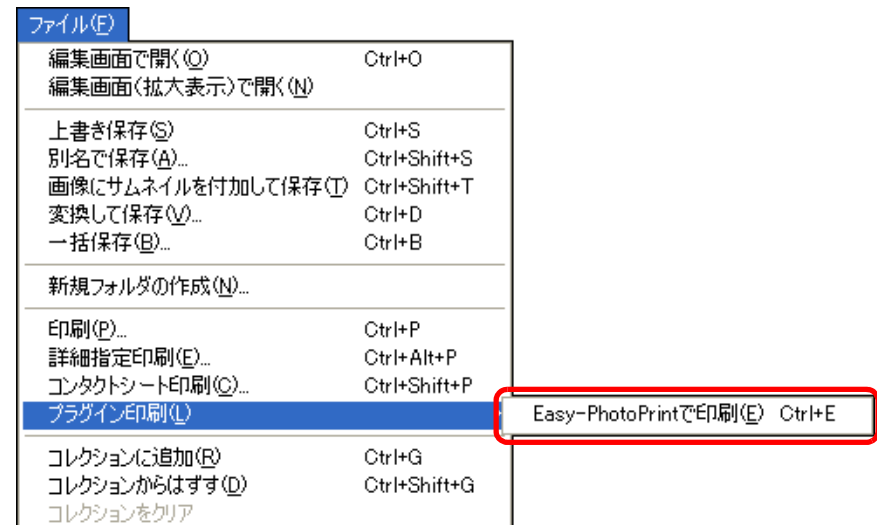 ファイル(F)
編集画面で開く(O) Ctrl+O
編集画面(拡大表示)で開く(N)
上書き保存(S) Ctrl+S
別名で保存(A)... Ctrl+Shift+S
画像にサムネイルを付加して保存(T) Ctrl+Shift+T
変換して保存(V)... Ctrl+D
一括保存(B)... Ctrl+B
新規フォルダの作成(N)...
印刷(P)... Ctrl+P
詳細指定印刷(E)... Ctrl+Alt+P
コンタクトシート印刷(C)... Ctrl+Shift+P
プラグイン印刷(L) Easy-PhotoPrintで印刷(E) Ctrl+E
コレクションに追加(R) Ctrl+G
コレクションからはずす(D) Ctrl+Shift+G
コレクションをクリア